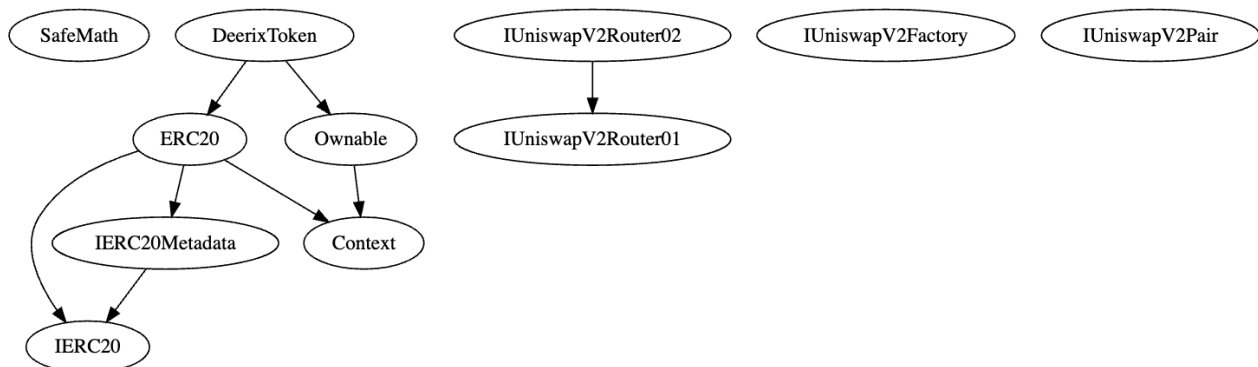 SafeMath
DeerixToken
IUniswapV2Router02
IUniswapV2Factory
IUniswapV2Pair
ERC20
Ownable
IUniswapV2Router01
IERC20Metadata
Context
IERC20